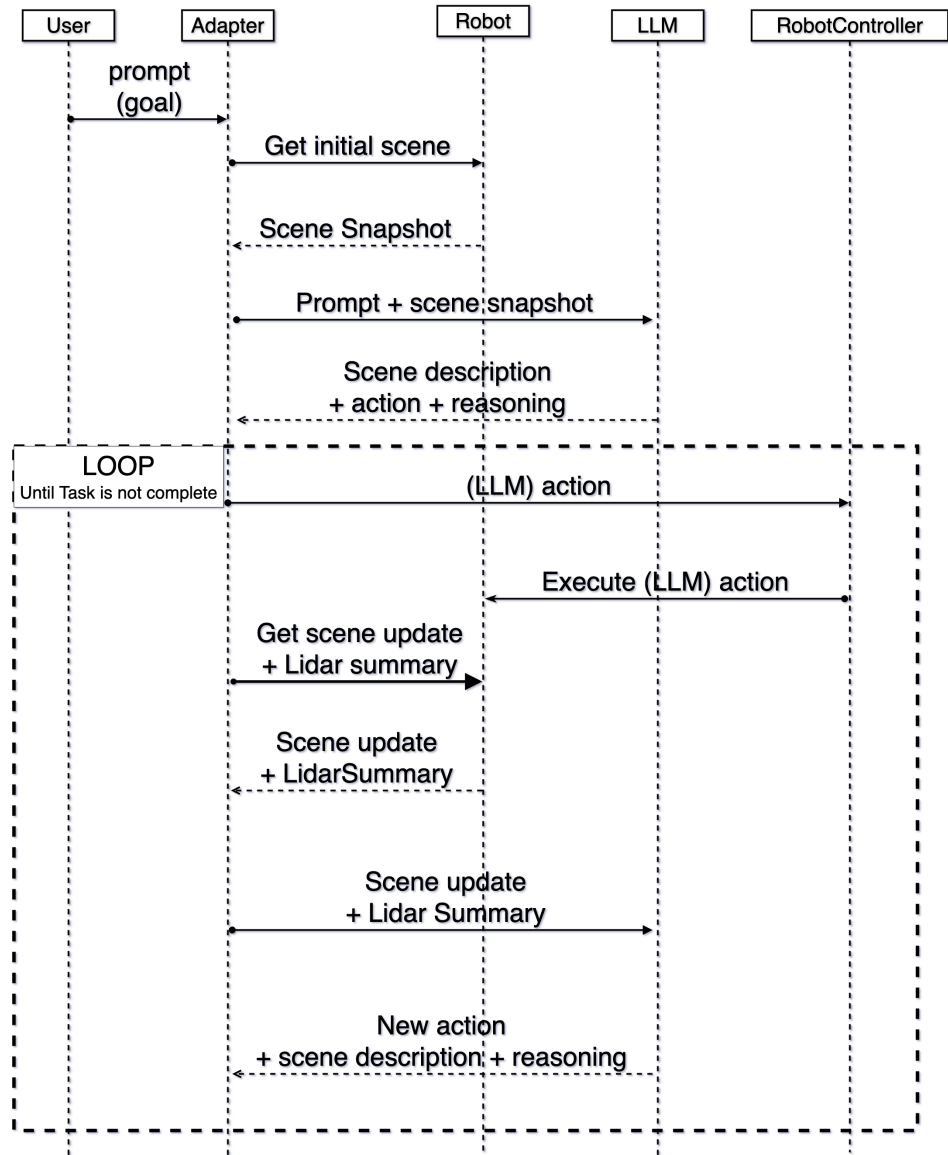 User
Adapter
Robot
LLM
RobotController
prompt
(goal)
Get initial scene
Scene Snapshot
Prompt + scene snapshot
Scene description
+ action + reasoning
LOOP
Until Task is not complete
(LLM) action
Execute (LLM) action
Get scene update
+ Lidar summary
Scene update
+ LidarSummary
Scene update
+ Lidar Summary
New action
+ scene description + reasoning